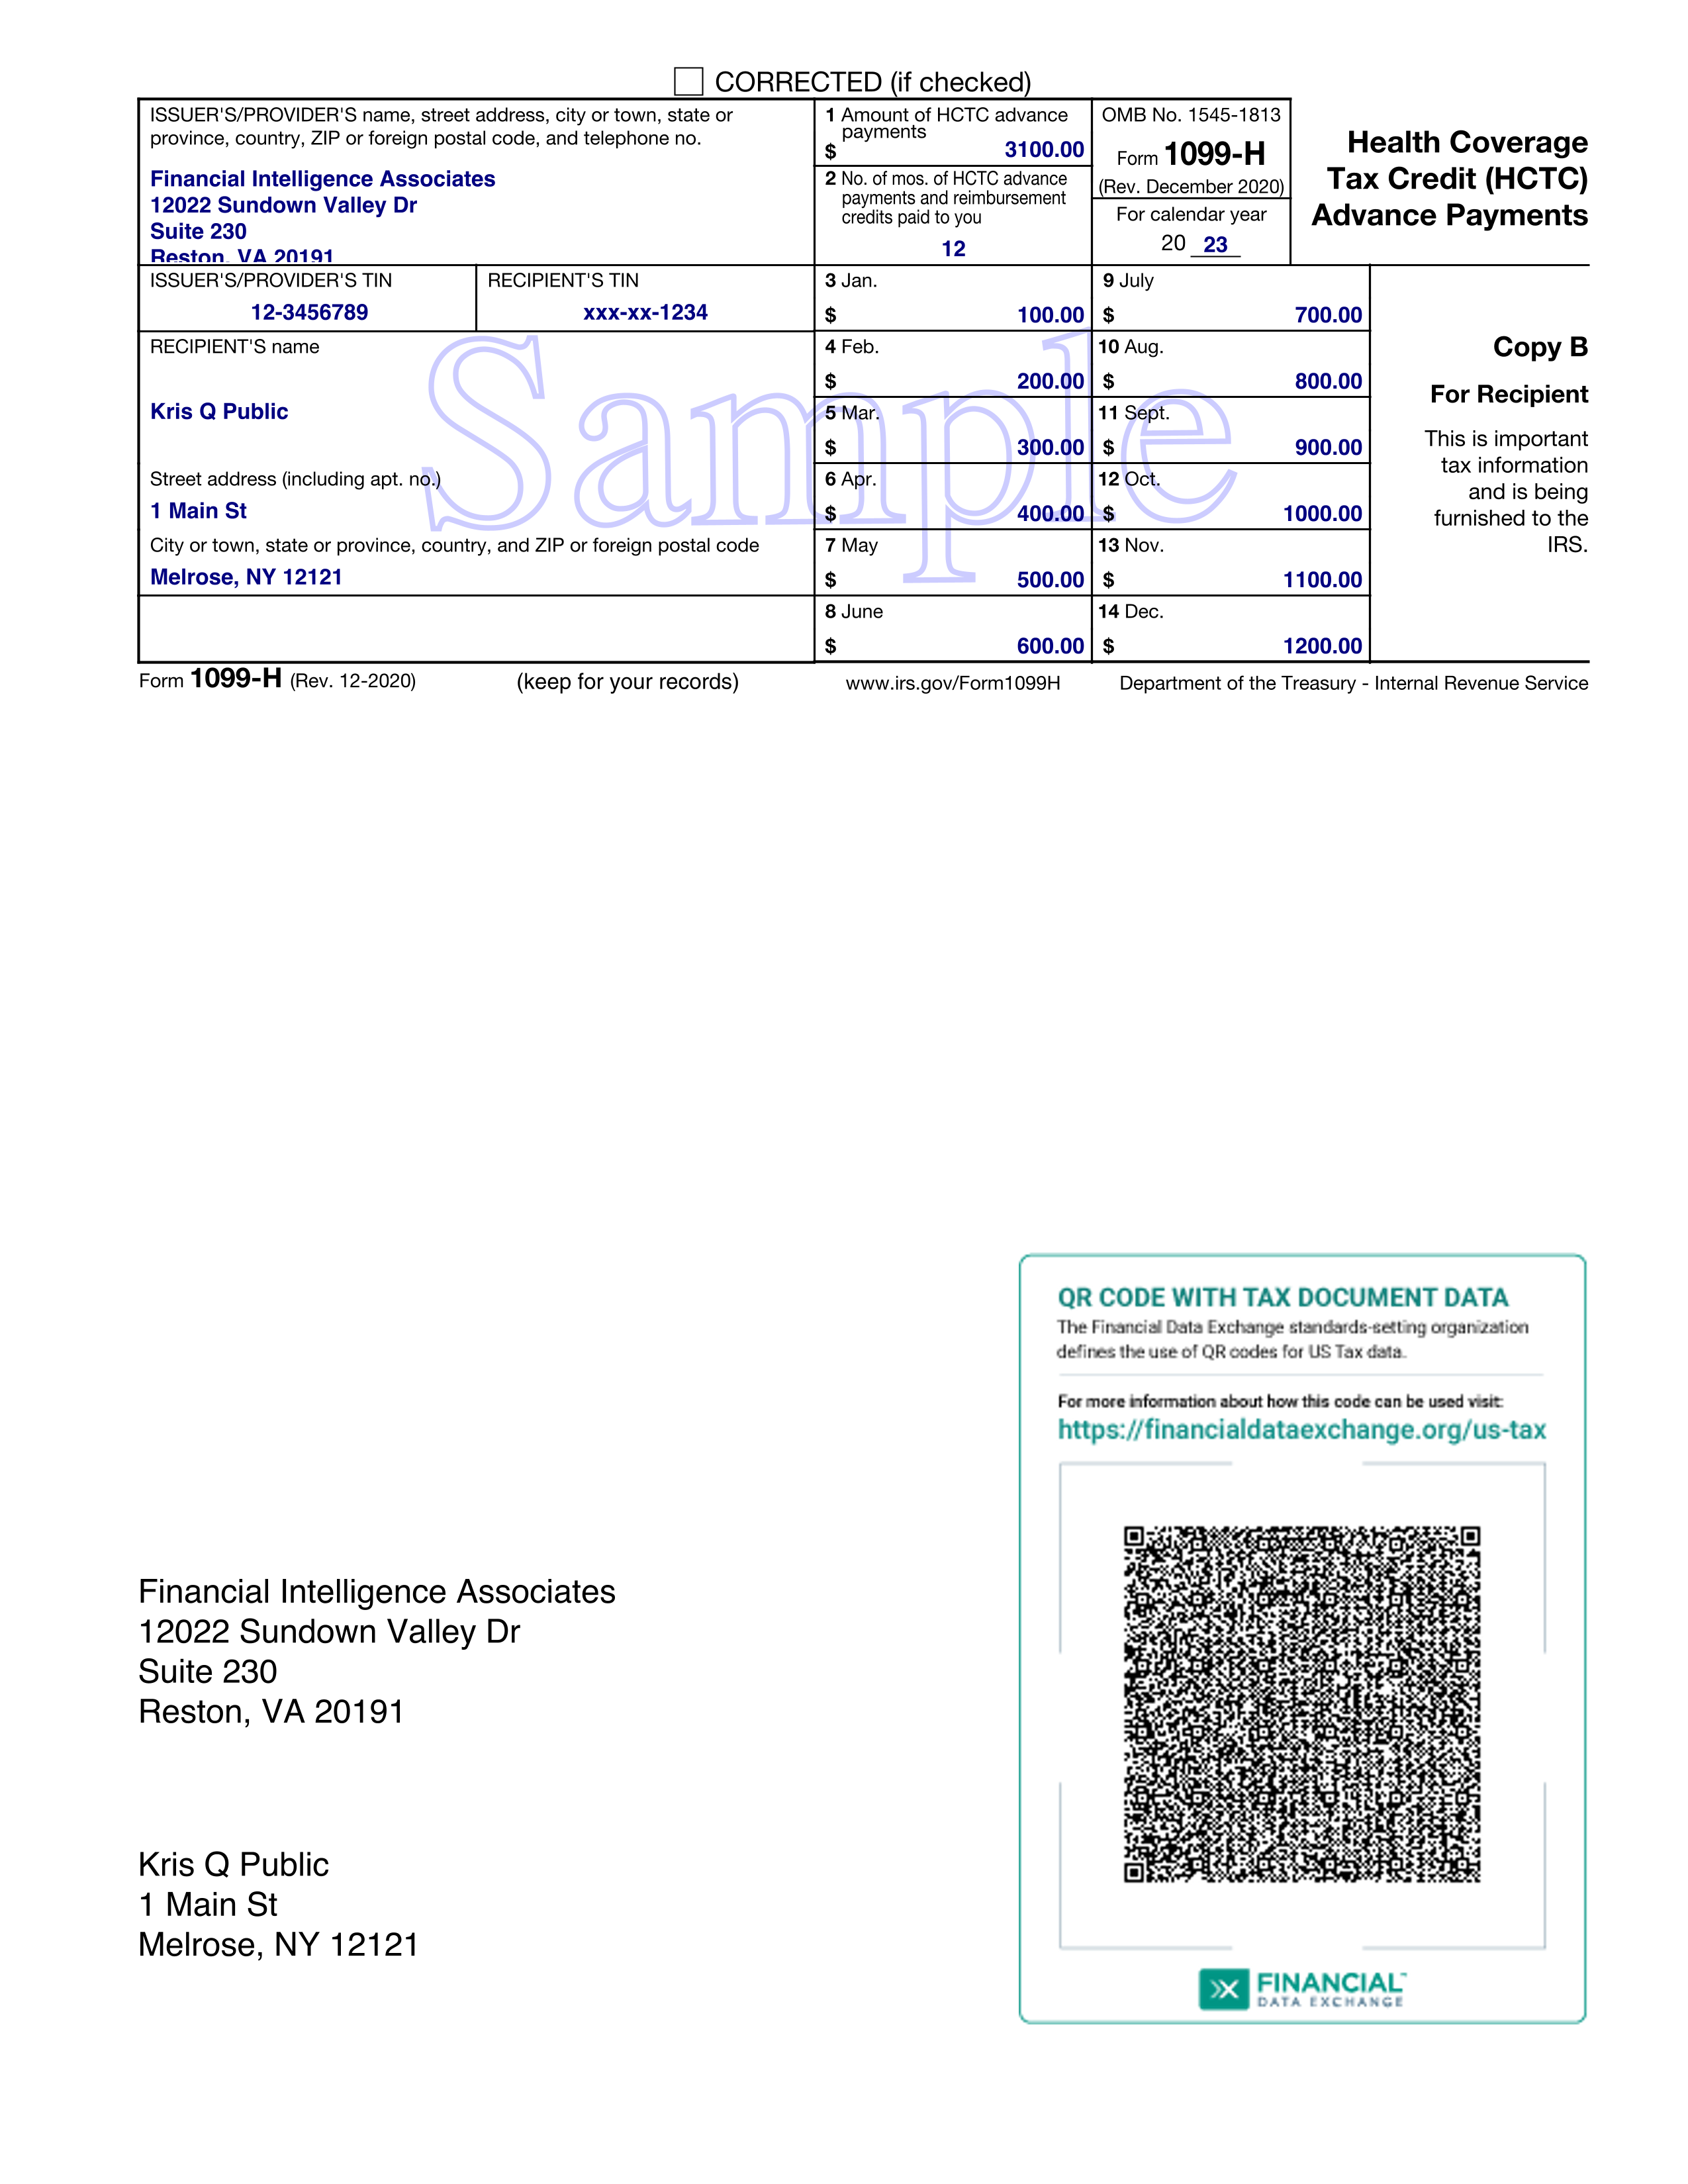 CORRECTED (if checked)
ISSUER'S/PROVIDER'S name, street address, city or town, state or
province, country, ZIP or foreign postal code, and telephone no.
Financial Intelligence Associates
12022 Sundown Valley Dr
Suite 230
Reston, VA 20191
1 Amount of HCTC advance
payments
$ 3100.00
2 No. of mos. of HCTC advance
payments and reimbursement
credits paid to you
12
OMB No. 1545-1813
Form 1099-H
(Rev. December 2020)
For calendar year
20 23
Health Coverage
Tax Credit (HCTC)
Advance Payments
ISSUER'S/PROVIDER'S TIN
12-3456789
RECIPIENT'S TIN
xxx-xx-1234
3 Jan.
$ 100.00
9 July
$ 700.00
RECIPIENT'S name
Kris Q Public
4 Feb.
$ 200.00
10 Aug.
$ 800.00
5 Mar.
$ 300.00
11 Sept.
$ 900.00
Street address (including apt. no.)
1 Main St
6 Apr.
$ 400.00
12 Oct.
$ 1000.00
City or town, state or province, country, and ZIP or foreign postal code
Melrose, NY 12121
7 May
$ 500.00
13 Nov.
$ 1100.00
8 June
$ 600.00
14 Dec.
$ 1200.00
Copy B
For Recipient
This is important
tax information
and is being
furnished to the
IRS.
Sample
Form 1099-H (Rev. 12-2020)
(keep for your records)
www.irs.gov/Form1099H
Department of the Treasury - Internal Revenue Service
QR CODE WITH TAX DOCUMENT DATA
The Financial Data Exchange standards-setting organization
defines the use of QR codes for US Tax data.
For more information about how this code can be used visit:
https://financialdataexchange.org/us-tax
Financial Intelligence Associates
12022 Sundown Valley Dr
Suite 230
Reston, VA 20191
Kris Q Public
1 Main St
Melrose, NY 12121
FINANCIAL™
DATA EXCHANGE